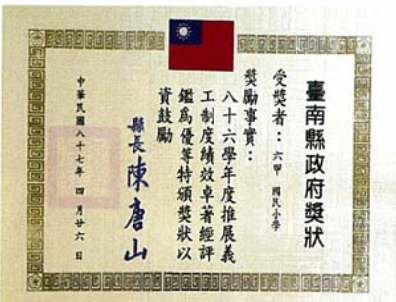 臺南縣政府獎狀
受獎者：六甲 國民小學
獎勵事實：
八十六學年度推展義
工制度績效卓著經評
鑑為優等特頒獎狀以
資鼓勵
縣長 陳唐山
中華民國八十七年 四 月廿六 日